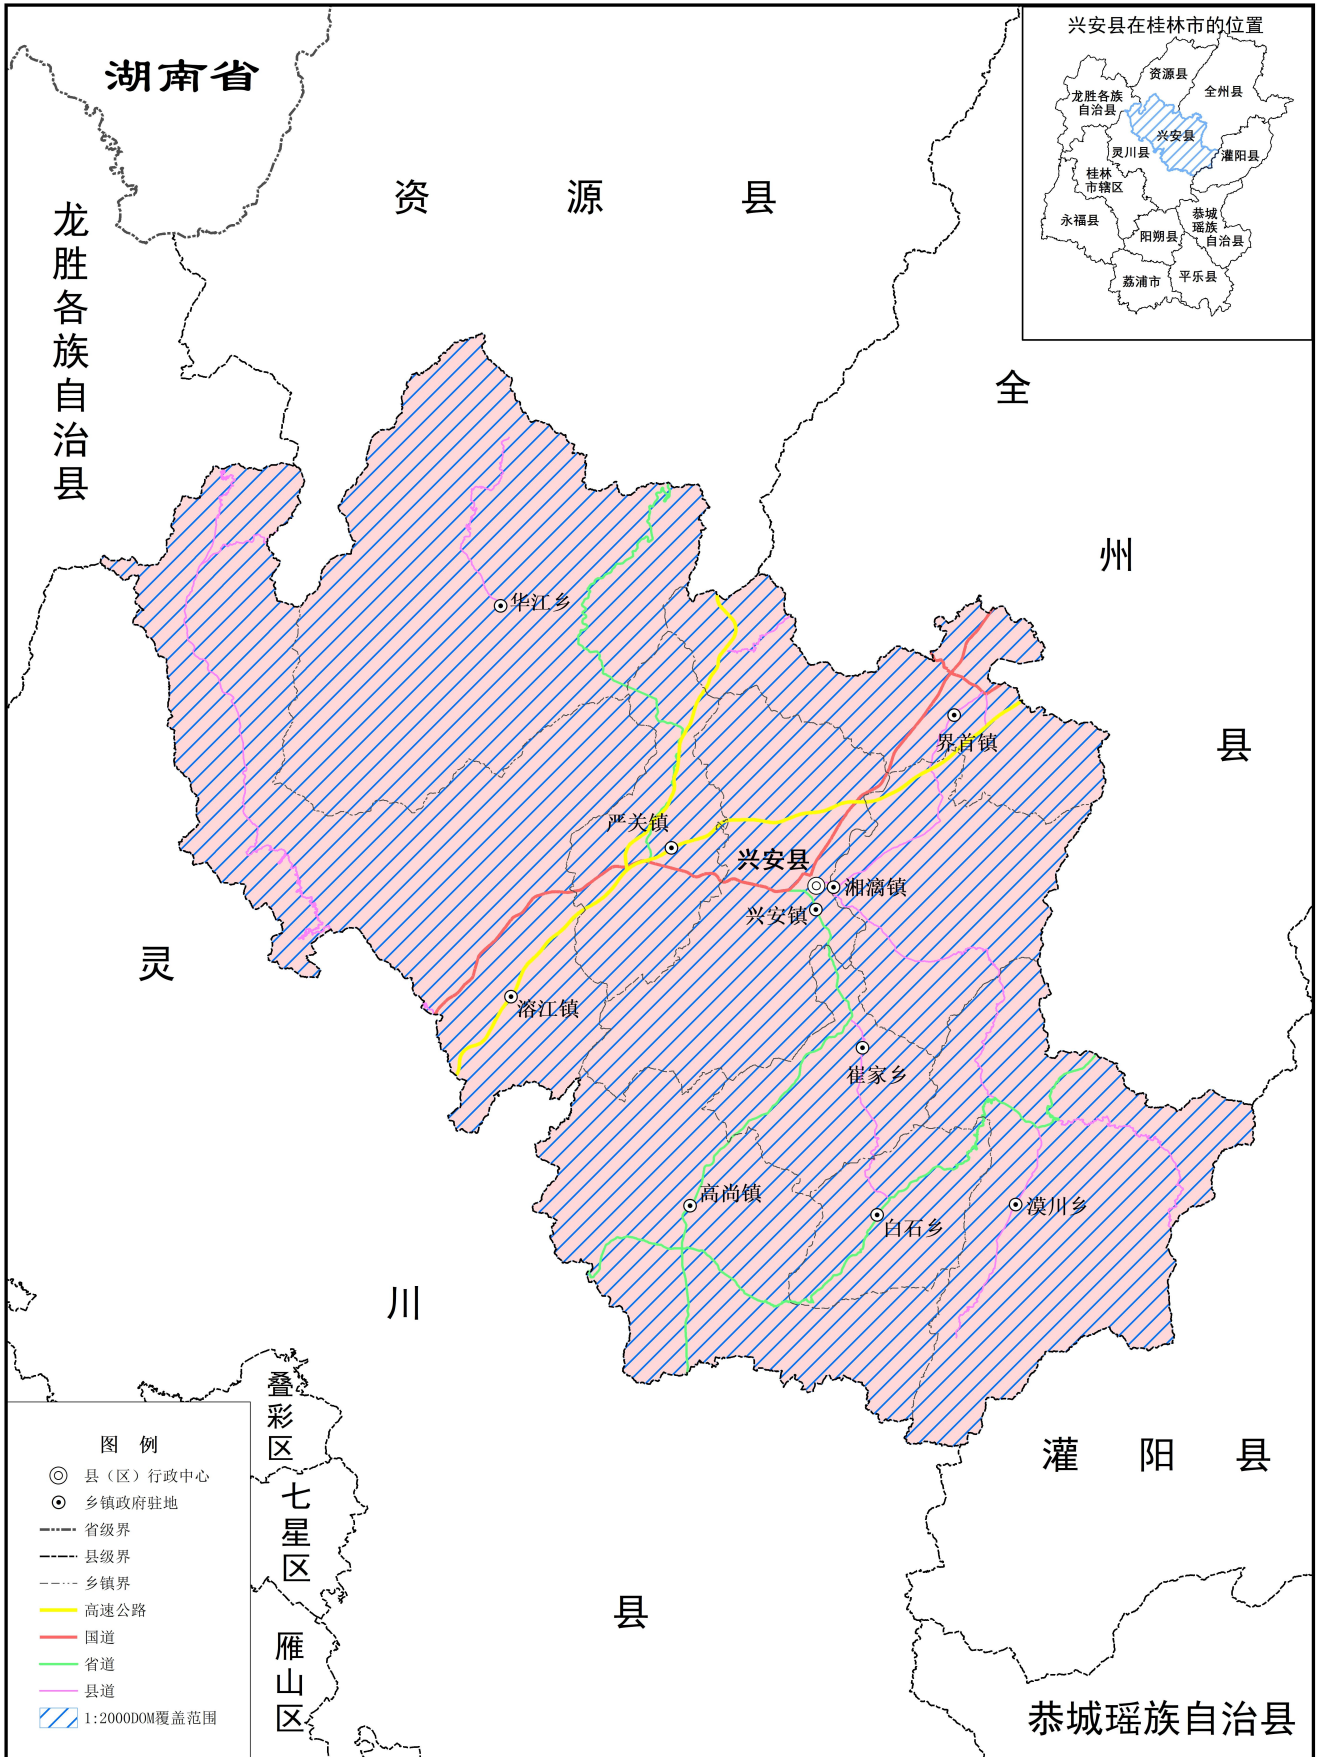 湖南省
兴安县在桂林市的位置
资源县
全州县
龙胜各族
自治县
兴安县
灵川县
灌阳县
桂林
市辖区
永福县
恭城
瑶族
自治县
阳朔县
荔浦市
平乐县
资源县
龙胜各族自治县
全州县
华江乡
界首镇
严关镇
兴安县
湘漓镇
兴安镇
溶江镇
崔家乡
高尚镇
白石乡
漠川乡
灵川县
叠彩区
七星区
雁山区
灌阳县
恭城瑶族自治县
图 例
县（区）行政中心
乡镇政府驻地
省级界
县级界
乡镇界
高速公路
国道
省道
县道
1:2000DOM覆盖范围